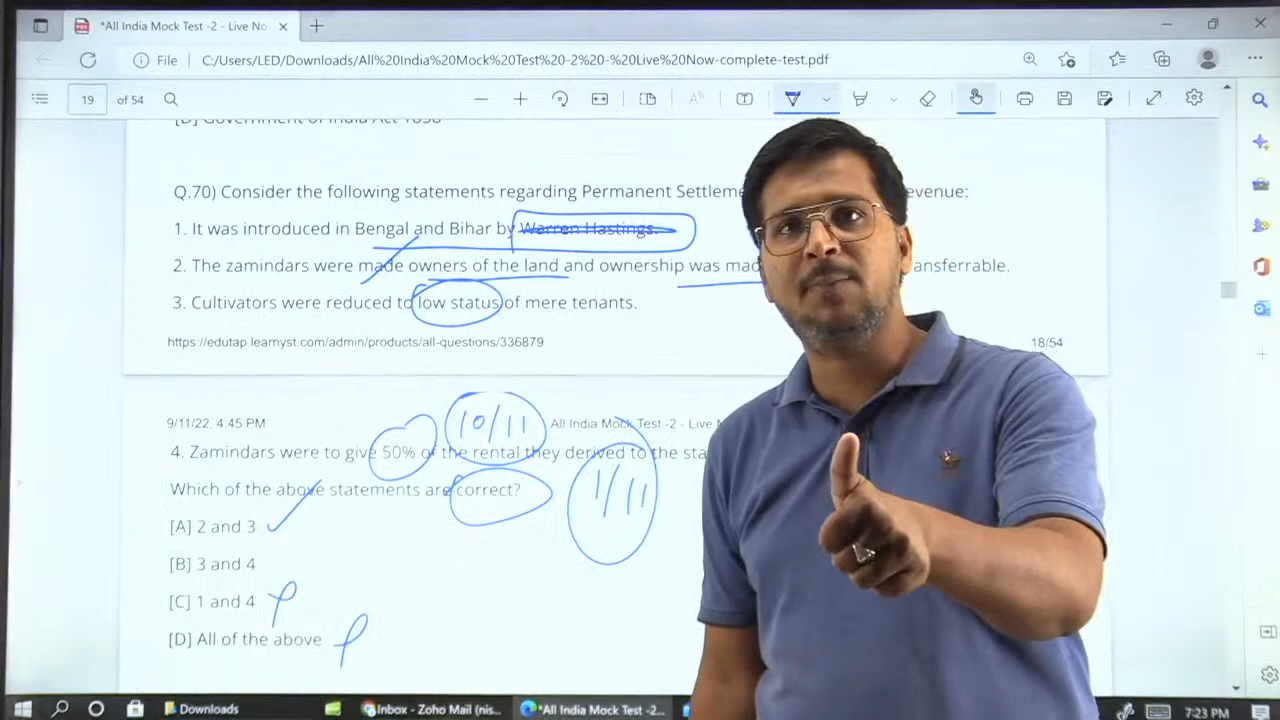 *All India Mock Test -2 - Live No
File C:/Users/LED/Downloads/All%20India%20Mock%20Test%20-2%20-%20Live%20Now-complete-test.pdf
19 of 54
[D] Government of India Act 1858
Q.70) Consider the following statements regarding Permanent Settleme evenue:
1. It was introduced in Bengal and Bihar by Warren Hastings.
2. The zamindars were made owners of the land and ownership was mad ansferrable.
3. Cultivators were reduced to low status of mere tenants.
https://edutap.learnyst.com/admin/products/all-questions/336879 18/54
10/11
9/11/22, 4:45 PM All India Mock Test -2 - Live N
4. Zamindars were to give 50% of the rental they derived to the sta
1/11
Which of the above statements are correct?
[A] 2 and 3
[B] 3 and 4
[C] 1 and 4
[D] All of the above
Downloads Inbox - Zoho Mail (nis... *All India Mock Test -2... 7:23 PM